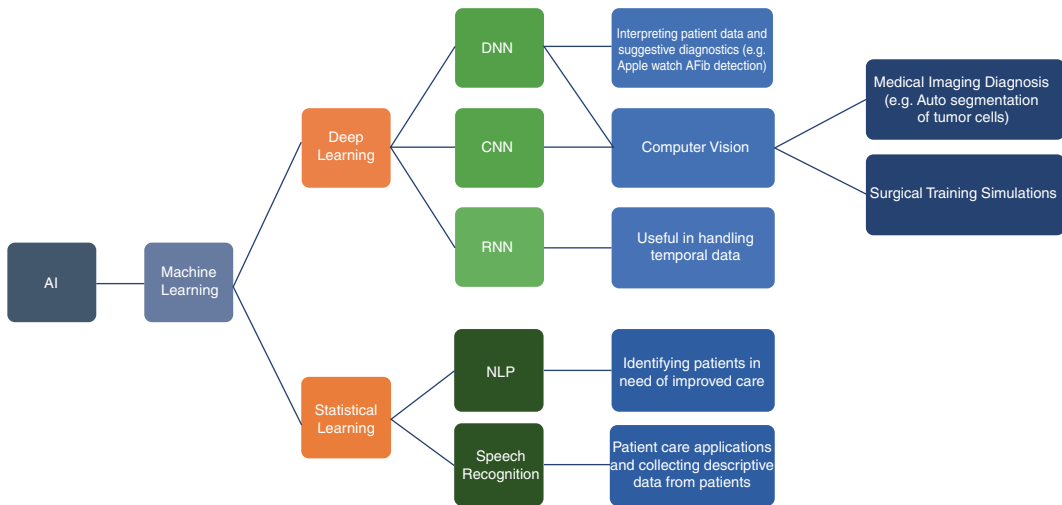 AI
Machine
Learning
Deep
Learning
Statistical
Learning
DNN
CNN
RNN
NLP
Speech
Recognition
Interpreting patient data and
suggestive diagnostics (e.g.
Apple watch AFib detection)
Computer Vision
Useful in handling
temporal data
Identifying patients in
need of improved care
Patient care applications
and collecting descriptive
data from patients
Medical Imaging Diagnosis
(e.g. Auto segmentation
of tumor cells)
Surgical Training Simulations